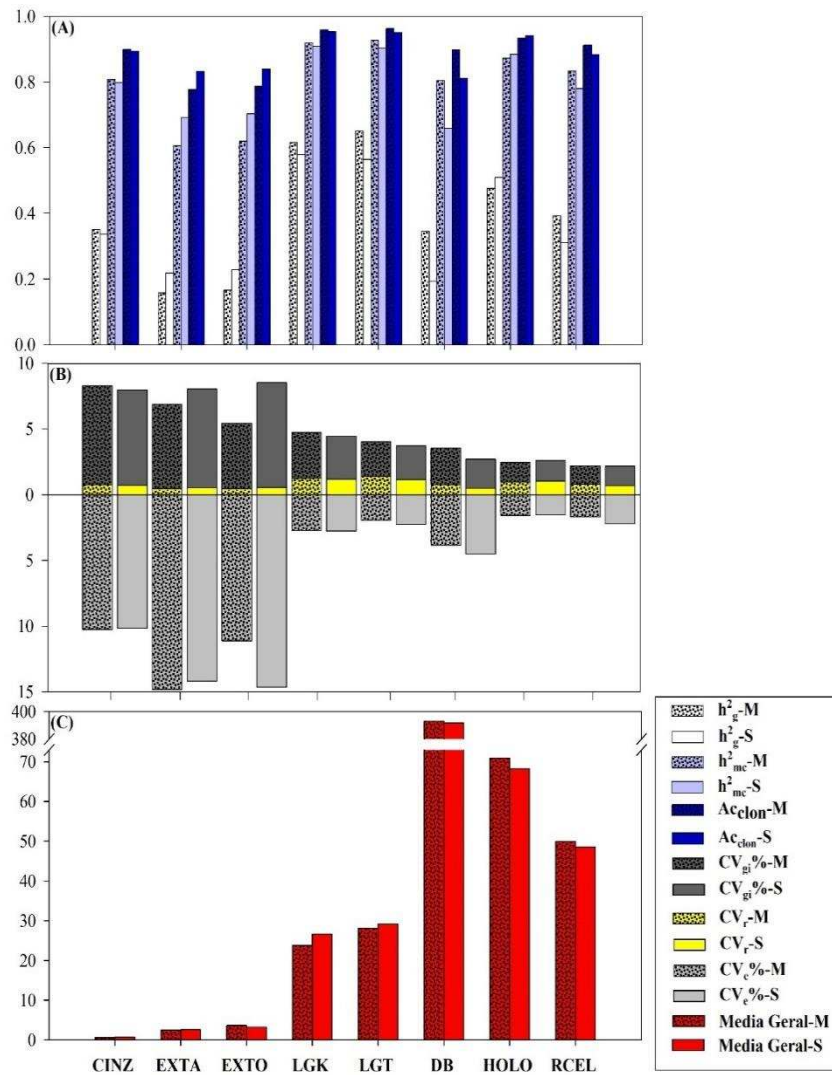 1.0
(A)
0.8
0.6
0.4
0.2
0.0
10
(B)
5
0
5
10
15
400
(C)
380
70
60
50
40
30
20
10
0
CINZ EXTA EXTO LGK LGT DB HOLO RCEL
h²g-M
h²g-S
h²mc-M
h²mc-S
Acclon-M
Acclon-S
CVgi%-M
CVgi%-S
CVr-M
CVr-S
CVe%-M
CVe%-S
Media Geral-M
Media Geral-S